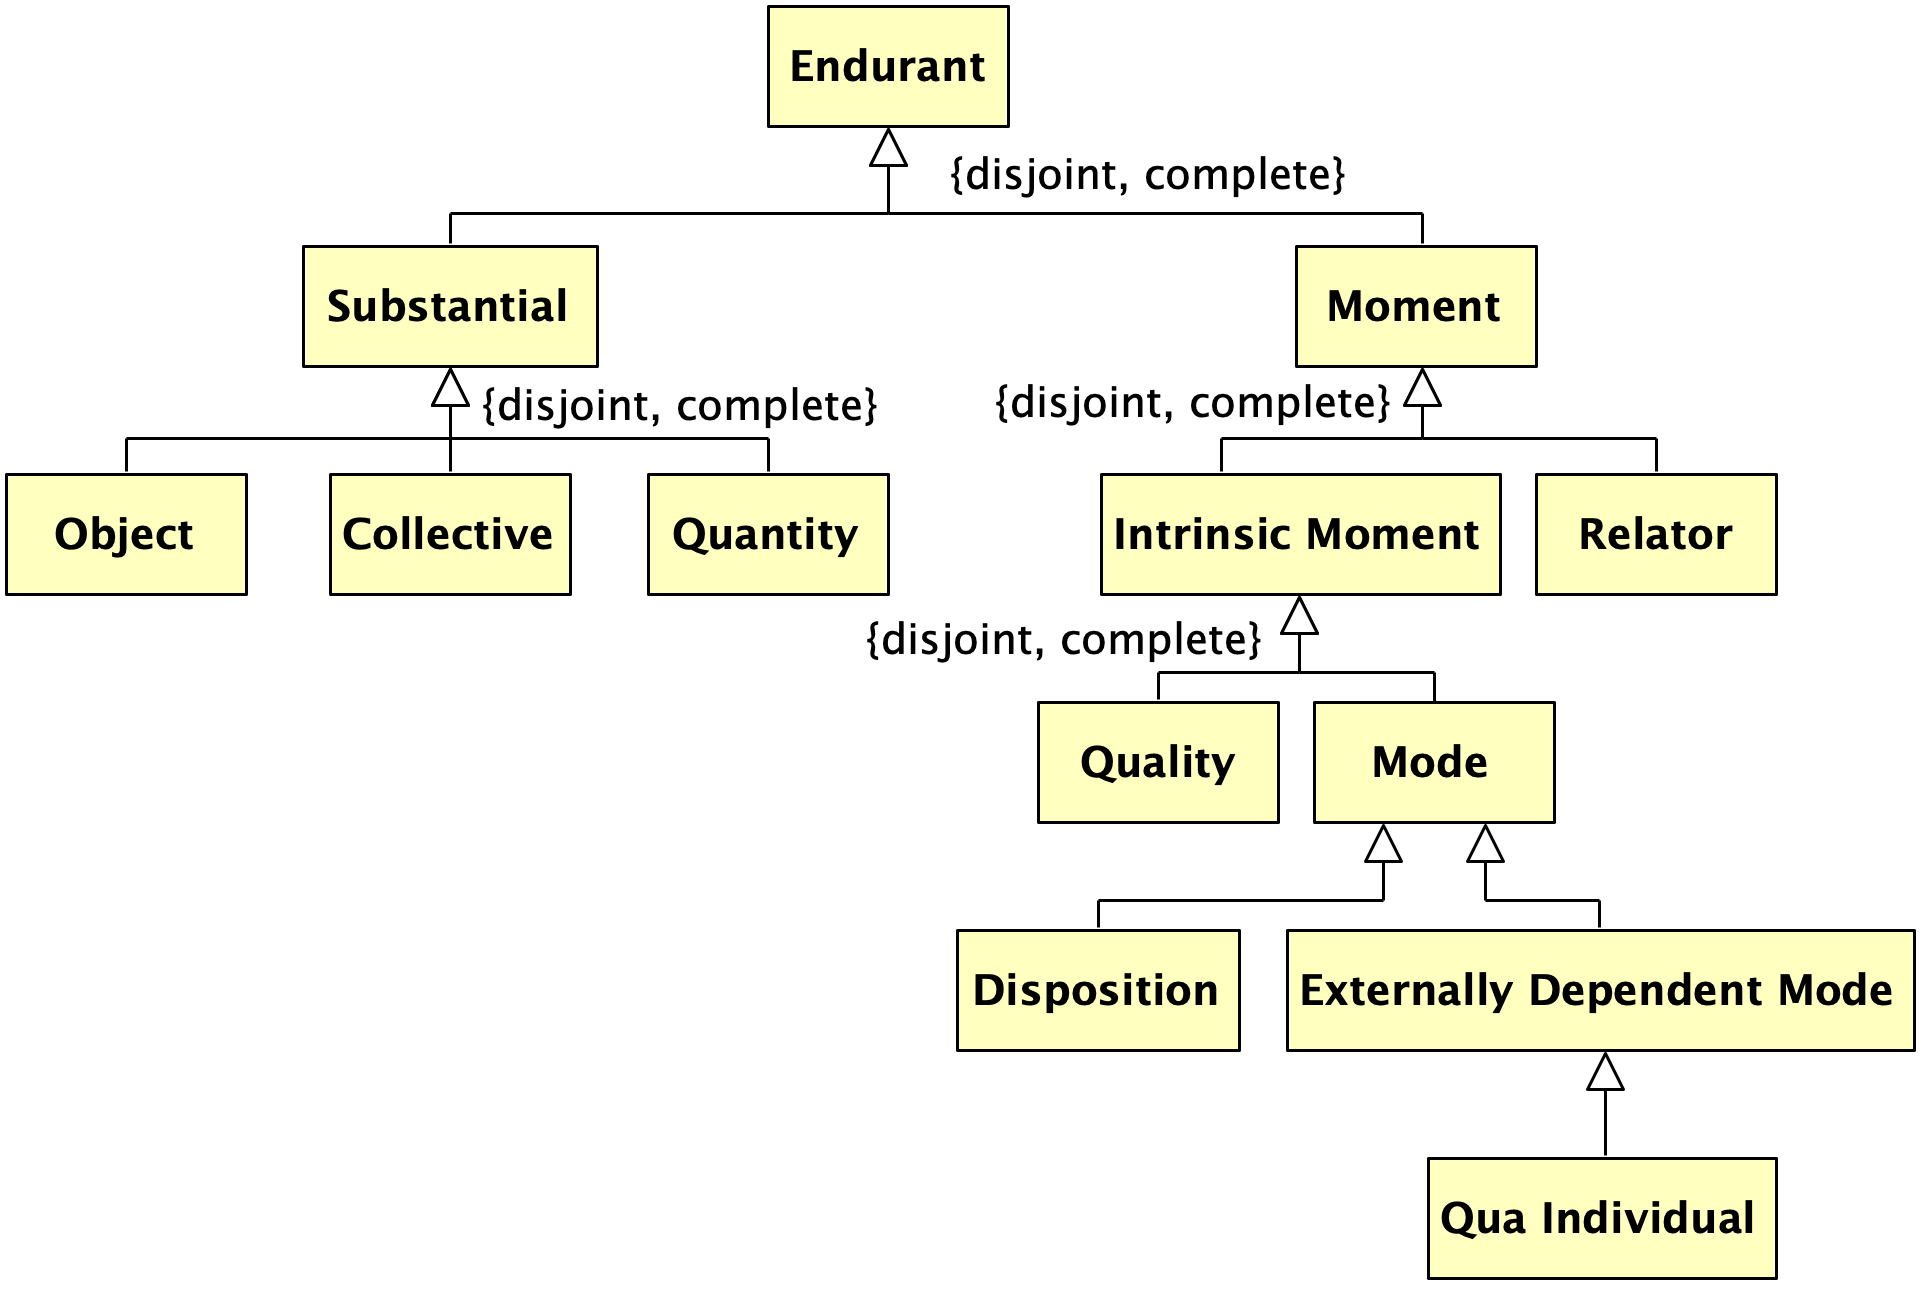 Endurant
{disjoint, complete}
Substantial
Moment
{disjoint, complete}
{disjoint, complete}
Object
Collective
Quantity
Intrinsic Moment
Relator
{disjoint, complete}
Quality
Mode
Disposition
Externally Dependent Mode
Qua Individual